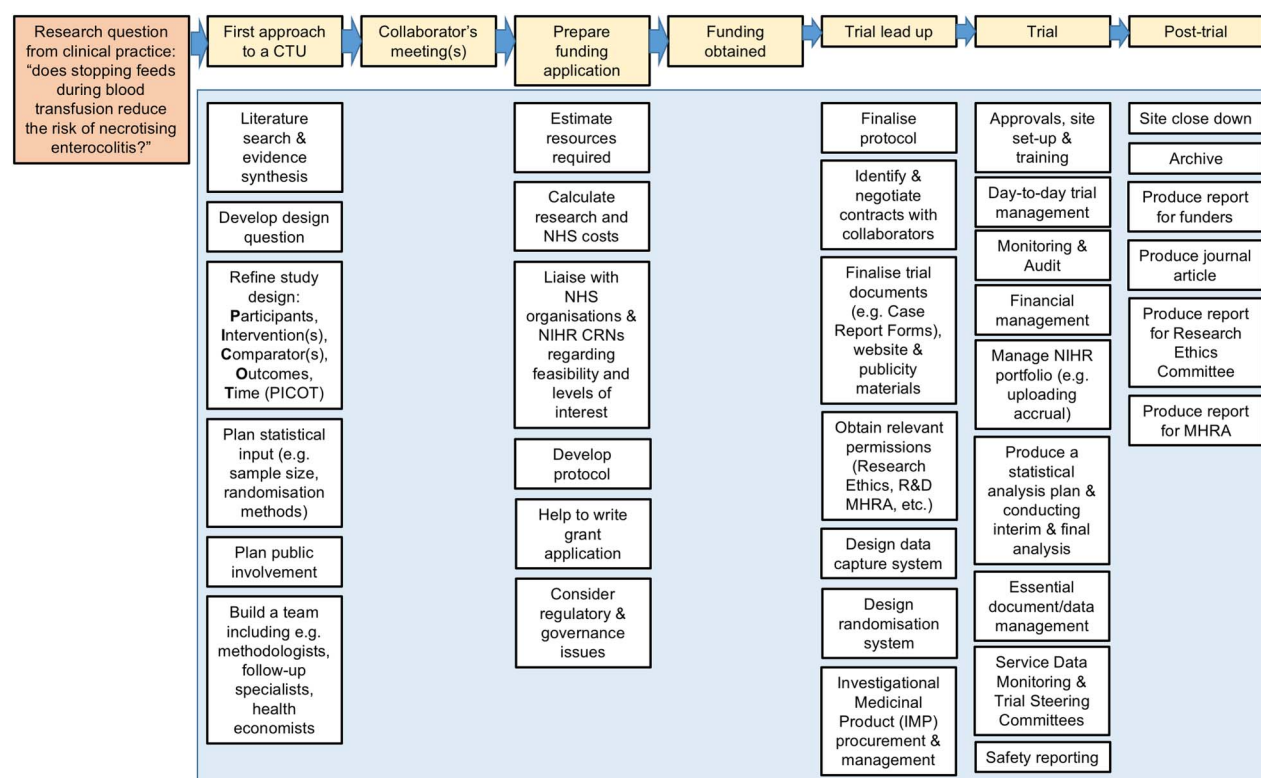 Research question
from clinical practice:
“does stopping feeds
during blood
transfusion reduce
the risk of necrotising
enterocolitis?”
First approach
to a CTU
Collaborator’s
meeting(s)
Prepare
funding
application
Funding
obtained
Trial lead up
Trial
Post-trial
Literature
search &
evidence
synthesis
Develop design
question
Refine study
design:
Participants,
Intervention(s),
Comparator(s),
Outcomes,
Time (PICOT)
Plan statistical
input (e.g.
sample size,
randomisation
methods)
Plan public
involvement
Build a team
including e.g.
methodologists,
follow-up
specialists,
health
economists
Estimate
resources
required
Calculate
research and
NHS costs
Liaise with
NHS
organisations &
NIHR CRNs
regarding
feasibility and
levels of
interest
Develop
protocol
Help to write
grant
application
Consider
regulatory &
governance
issues
Finalise
protocol
Identify &
negotiate
contracts with
collaborators
Finalise trial
documents
(e.g. Case
Report Forms),
website &
publicity
materials
Obtain relevant
permissions
(Research
Ethics, R&D
MHRA, etc.)
Design data
capture system
Design
randomisation
system
Investigational
Medicinal
Product (IMP)
procurement &
management
Approvals, site
set-up &
training
Day-to-day trial
management
Monitoring &
Audit
Financial
management
Manage NIHR
portfolio (e.g.
uploading
accrual)
Produce a
statistical
analysis plan &
conducting
interim & final
analysis
Essential
document/data
management
Service Data
Monitoring &
Trial Steering
Committees
Safety reporting
Site close down
Archive
Produce report
for funders
Produce journal
article
Produce report
for Research
Ethics
Committee
Produce report
for MHRA